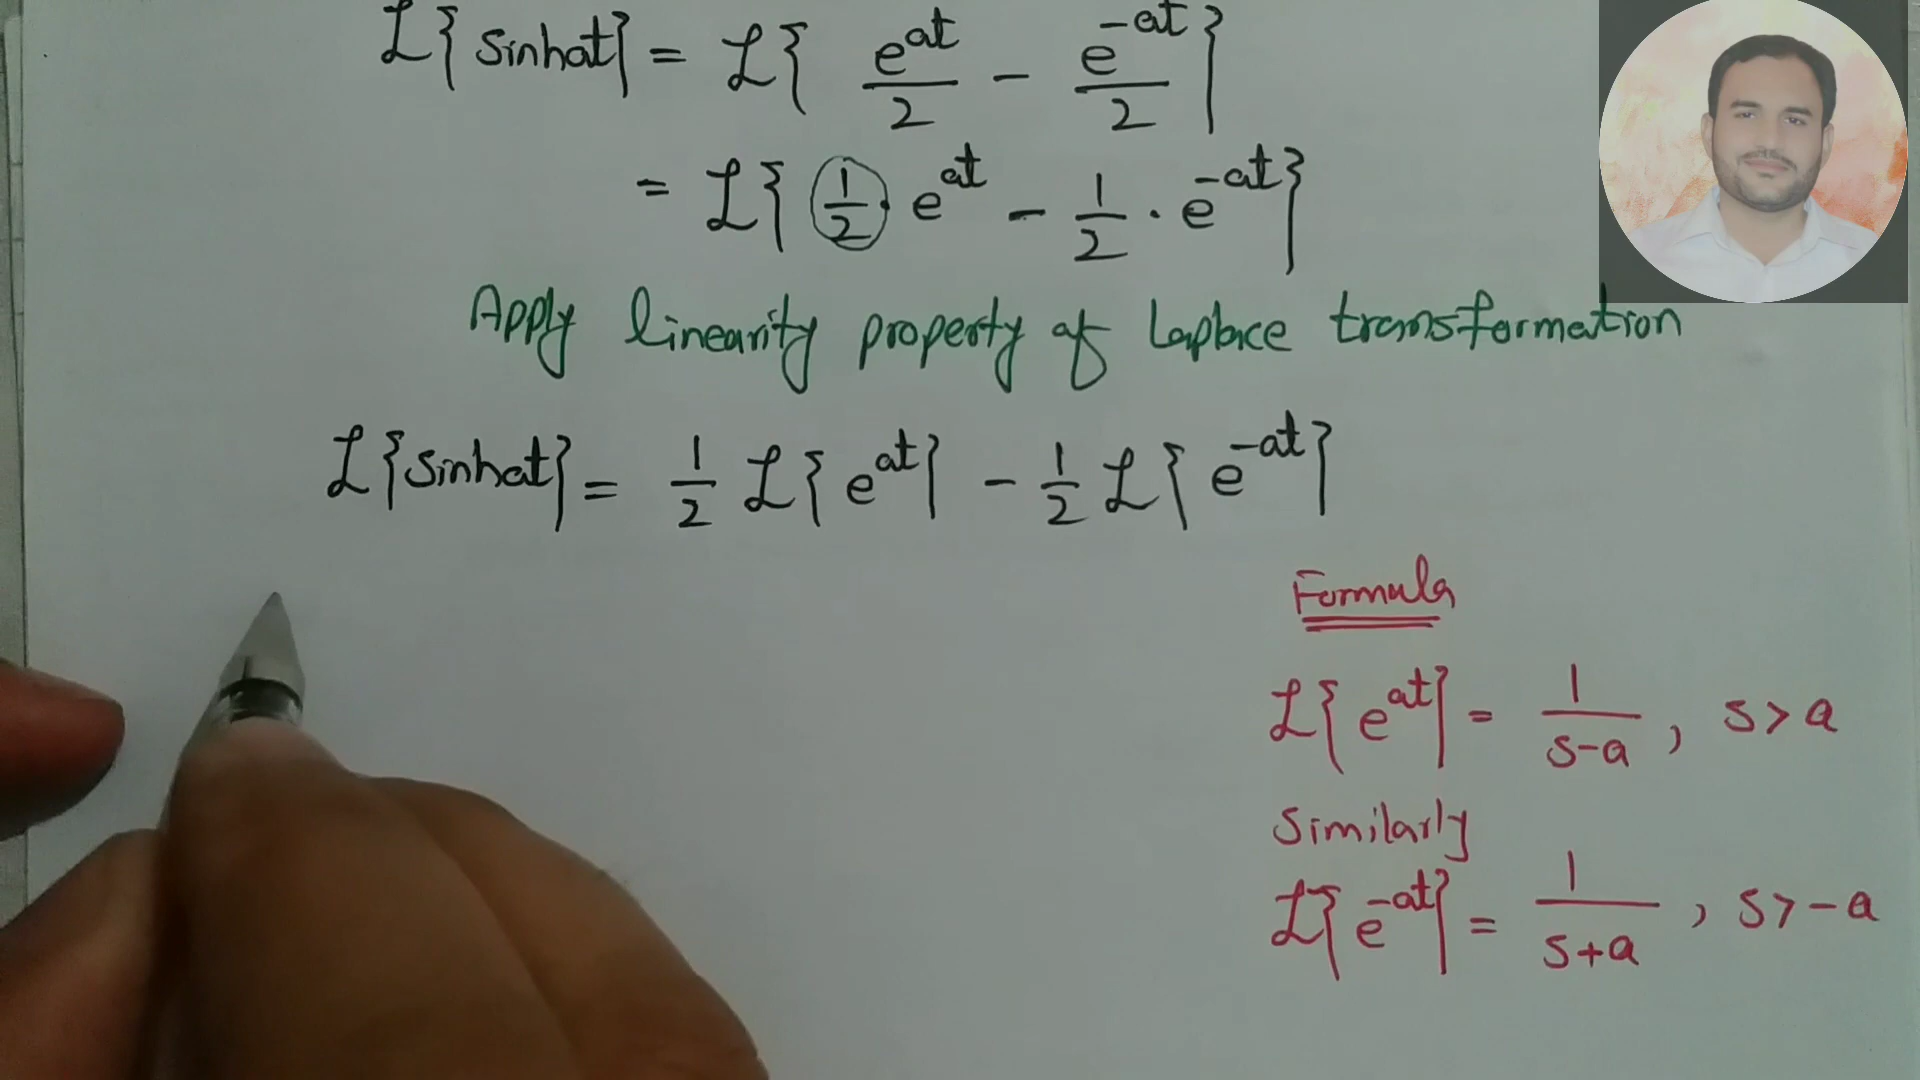 ℒ{sinhat} = ℒ{ e^at/2 − e^-at/2 }
= ℒ{ 1/2 . e^at − 1/2 . e^-at }
Apply linearity property of Laplace transformation
ℒ{sinhat} = 1/2 ℒ{e^at} − 1/2 ℒ{e^-at}
Formula
ℒ{e^at} = 1/s-a , s>a
Similarly
ℒ{e^-at} = 1/s+a , s>-a